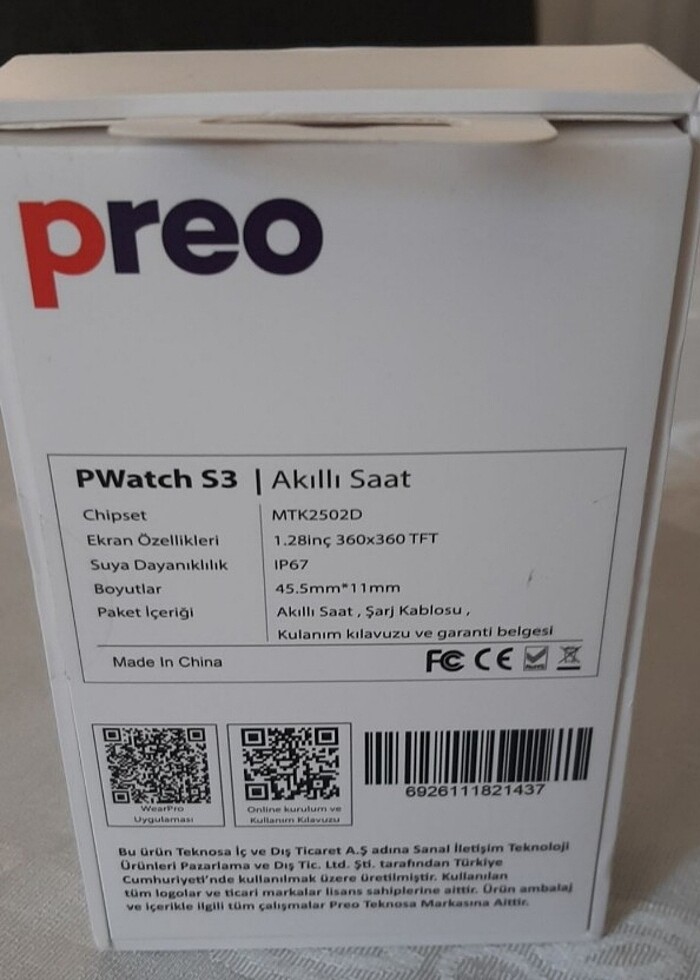 preo
PWatch S3 | Akıllı Saat
Chipset MTK2502D
Ekran Özellikleri 1.28inç 360x360 TFT
Suya Dayanıklılık IP67
Boyutlar 45.5mm*11mm
Paket İçeriği Akıllı Saat , Şarj Kablosu ,
Kulanım kılavuzu ve garanti belgesi
Made In China FC CE
WearPro
Uygulaması
Online kurulum ve
Kullanım Kılavuzu
6926111821437
Bu ürün Teknosa İç ve Dış Ticaret A.Ş adına Sanal İletişim Teknoloji
Ürünleri Pazarlama ve Dış Tic. Ltd. Şti. tarafından Türkiye
Cumhuriyeti'nde kullanılmak üzere üretilmiştir. Kullanılan
tüm logolar ve ticari markalar lisans sahiplerine aittir. Ürün ambalaj
ve içerikle ilgili tüm çalışmalar Preo Teknosa Markasına Aittir.